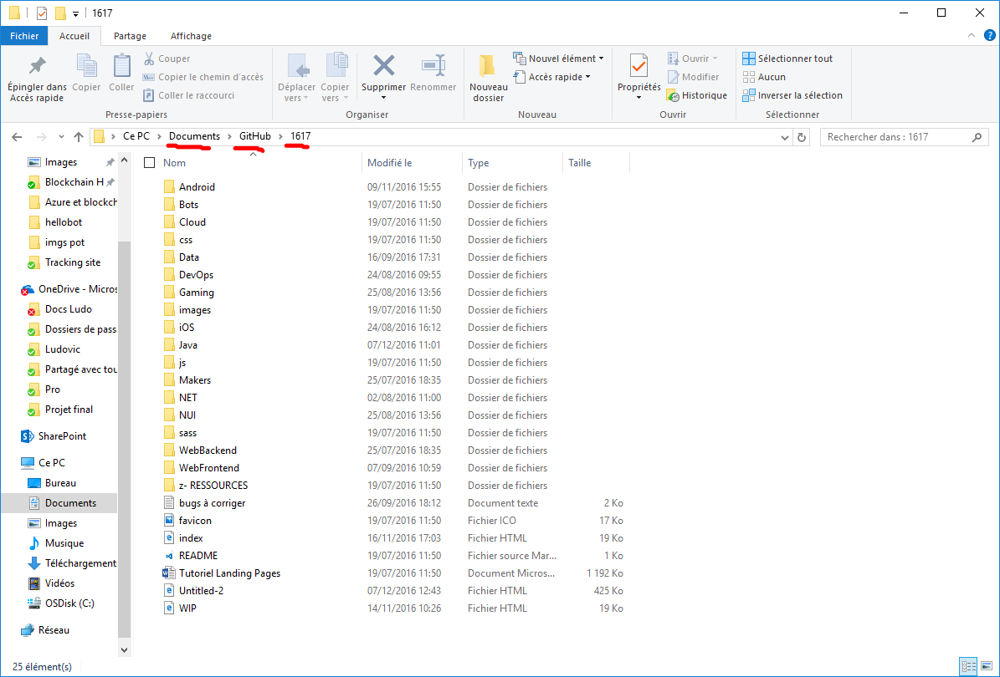 1617
Fichier Accueil Partage Affichage
Épingler dans Accès rapide
Copier
Coller
Couper
Copier le chemin d'accès
Coller le raccourci
Presse-papiers
Déplacer vers
Copier vers
Supprimer
Renommer
Organiser
Nouveau dossier
Nouvel élément
Accès rapide
Nouveau
Propriétés
Ouvrir
Modifier
Historique
Ouvrir
Sélectionner tout
Aucun
Inverser la sélection
Sélectionner
Ce PC Documents GitHub 1617
Rechercher dans : 1617
Images
Blockchain H
Azure et blockch
hellobot
imgs pot
Tracking site
OneDrive - Micros
Docs Ludo
Dossiers de pass
Ludovic
Partagé avec tou
Pro
Projet final
SharePoint
Ce PC
Bureau
Documents
Images
Musique
Téléchargement
Vidéos
OSDisk (C:)
Réseau
Nom Modifié le Type Taille
Android 09/11/2016 15:55 Dossier de fichiers
Bots 19/07/2016 11:50 Dossier de fichiers
Cloud 19/07/2016 11:50 Dossier de fichiers
css 19/07/2016 11:50 Dossier de fichiers
Data 16/09/2016 17:31 Dossier de fichiers
DevOps 24/08/2016 09:55 Dossier de fichiers
Gaming 25/08/2016 13:56 Dossier de fichiers
images 19/07/2016 11:50 Dossier de fichiers
iOS 24/08/2016 16:12 Dossier de fichiers
Java 07/12/2016 11:01 Dossier de fichiers
js 19/07/2016 11:50 Dossier de fichiers
Makers 25/07/2016 18:35 Dossier de fichiers
NET 02/08/2016 11:00 Dossier de fichiers
NUI 25/08/2016 13:56 Dossier de fichiers
sass 19/07/2016 11:50 Dossier de fichiers
WebBackend 25/07/2016 18:35 Dossier de fichiers
WebFrontend 07/09/2016 10:59 Dossier de fichiers
z- RESSOURCES 19/07/2016 11:50 Dossier de fichiers
bugs à corriger 26/09/2016 18:12 Document texte 2 Ko
favicon 19/07/2016 11:50 Fichier ICO 17 Ko
index 16/11/2016 17:03 Fichier HTML 19 Ko
README 19/07/2016 11:50 Fichier source Mar... 1 Ko
Tutoriel Landing Pages 19/07/2016 11:50 Document Micros... 1 192 Ko
Untitled-2 07/12/2016 12:43 Fichier HTML 425 Ko
WIP 14/11/2016 10:26 Fichier HTML 19 Ko
25 élément(s)